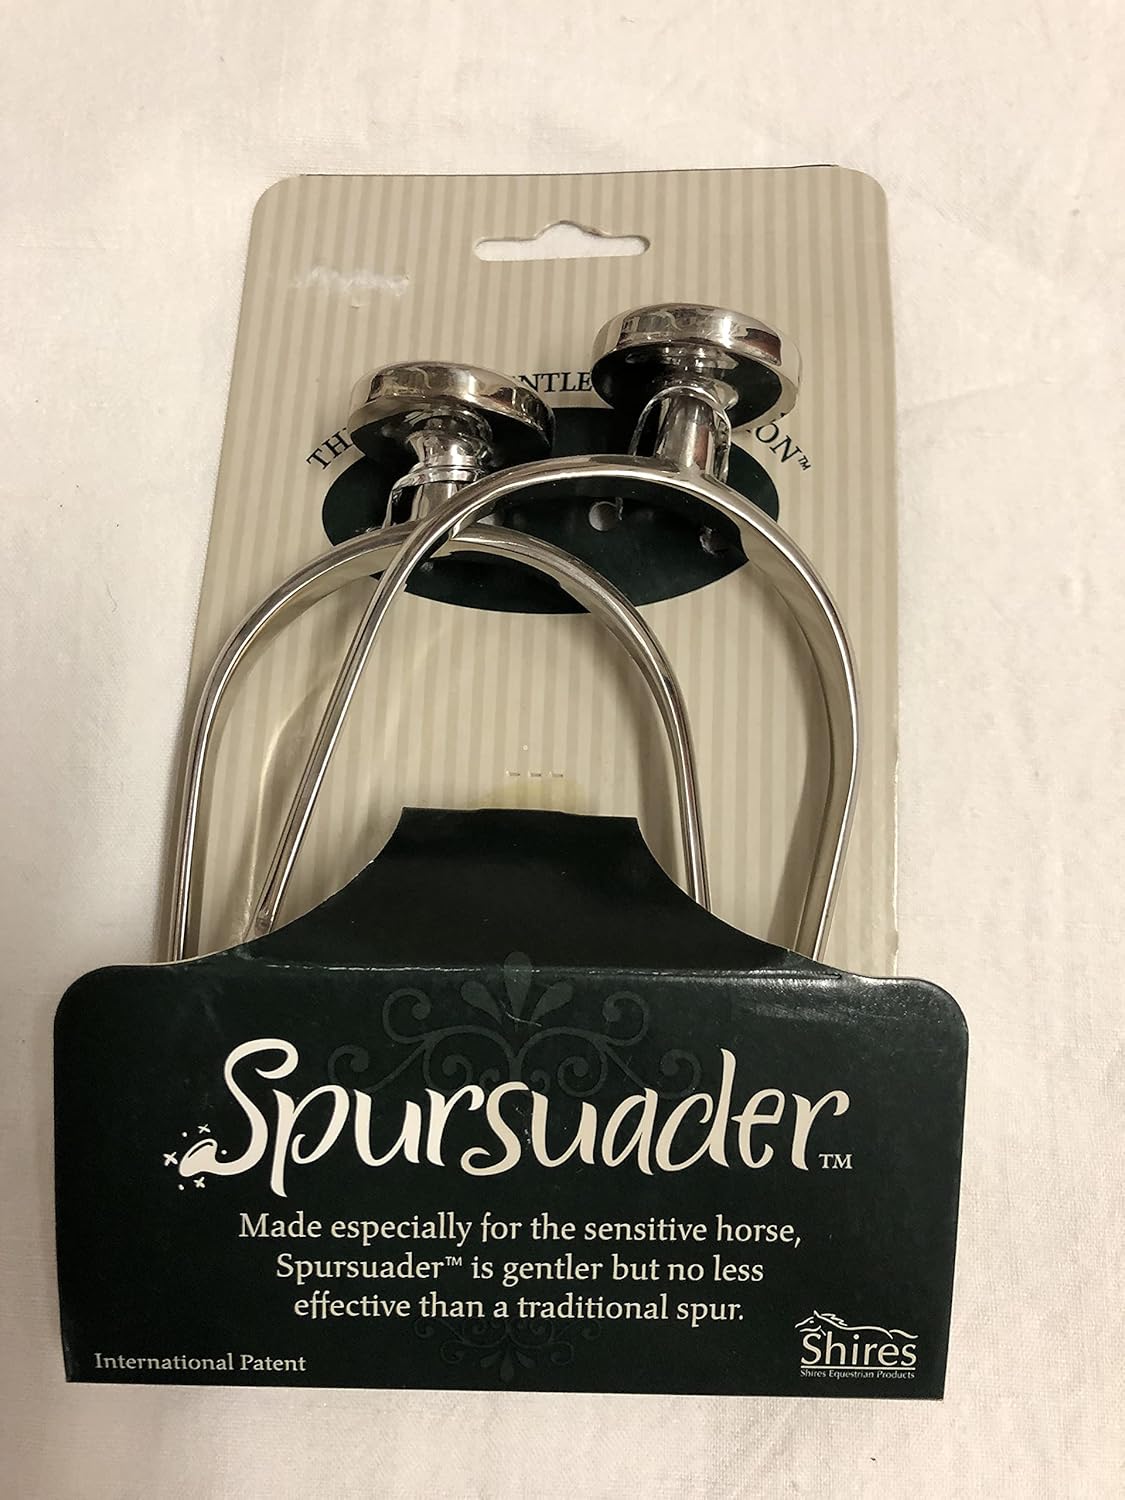 NTLE
Spursuader™
Made especially for the sensitive horse,
Spursuader™ is gentler but no less
effective than a traditional spur.
International Patent
Shires
Shires Equestrian Products